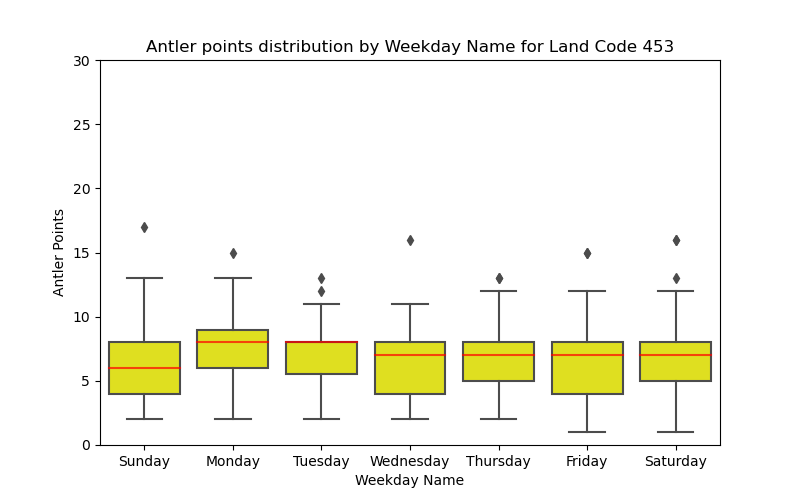 Antler points distribution by Weekday Name for Land Code 453
30
25
20
15
10
5
0
Antler Points
Sunday Monday Tuesday Wednesday Thursday Friday Saturday
Weekday Name